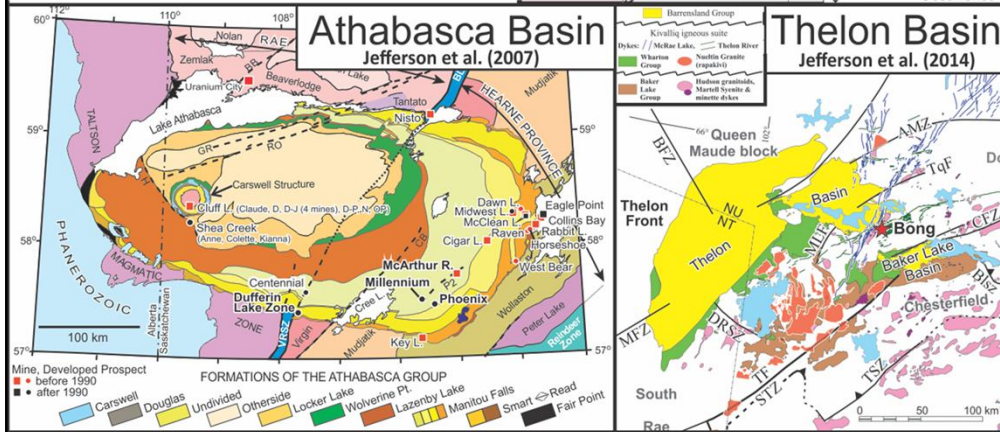 Athabasca Basin
Jefferson et al. (2007)
112°
60°
110°
108°
Nolan
RAE
Zemlak
BB
Beaverlodge
Uranium City
Tantato
Nisto
Mudjatik
HEARNE PROVINCE
Lake Athabasca
59°
59°
TALTSON
GR
RO
Carswell Structure
Cluff L. (Claude, D, D-J (4 mines), D-P, N, OP)
Shea Creek
(Anne, Colette, Kianna)
Dawn L.
Midwest L.
McClean L.
Raven
Eagle Point
Collins Bay
Rabbit L.
Horseshoe
58°
58°
Cigar L.
CB
West Bear
PHANEROZOIC
MAGMATIC
ZONE
McArthur R.
Millennium
P2
Phoenix
Centennial
Dufferin
Lake Zone
Cree L.
Wollaston
Alberta
Saskatchewan
VRSZ
Virgin
Mudjatik
Key L.
Peter Lake
Reindeer
Zone
100 km
57°
57°
Mine, Developed Prospect
before 1990
after 1990
FORMATIONS OF THE ATHABASCA GROUP
Carswell
Douglas
Undivided
Otherside
Locker Lake
Wolverine Pt.
Lazenby Lake
Manitou Falls
Smart
Read
Fair Point
Barrensland Group
Kivalliq igneous suite
Dykes:
McRae Lake,
Thelon River
Wharton
Group
Nueltin Granite
(rapakivi)
Baker
Lake
Group
Hudson granitoids,
Martell Syenite &
minette dykes
Thelon Basin
Jefferson et al. (2014)
66°
102°
Queen
Maude block
BFZ
AMZ
TqF
Thelon
Front
NU
NT
Basin
Thelon
Bong
CFZ
MLF
Baker Lake
Basin
BlsZ
Chesterfield
MFZ
DRSZ
TF
STZ
TSZ
South
Rae
0
50
100 km